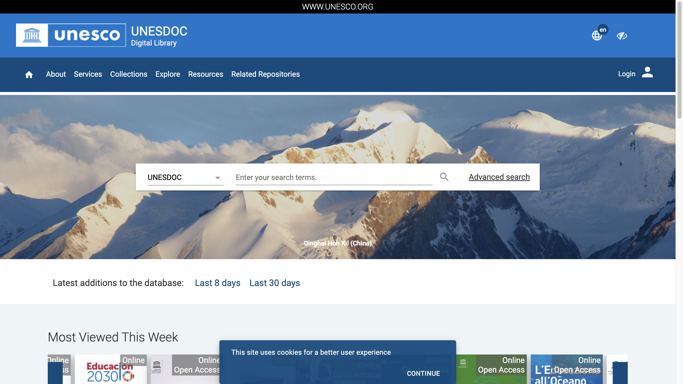 WWW.UNESCO.ORG
unesco
UNESDOC
Digital Library
en
About Services Collections Explore Resources Related Repositories
Login
UNESDOC
Enter your search terms.
Advanced search
Qinghai Hoh Xil (China)
Latest additions to the database: Last 8 days Last 30 days
Most Viewed This Week
Online
Access
Educación
2030
Online
Open Access
Online
Open Access
Online
Open Access
all'Oceano
This site uses cookies for a better user experience
CONTINUE